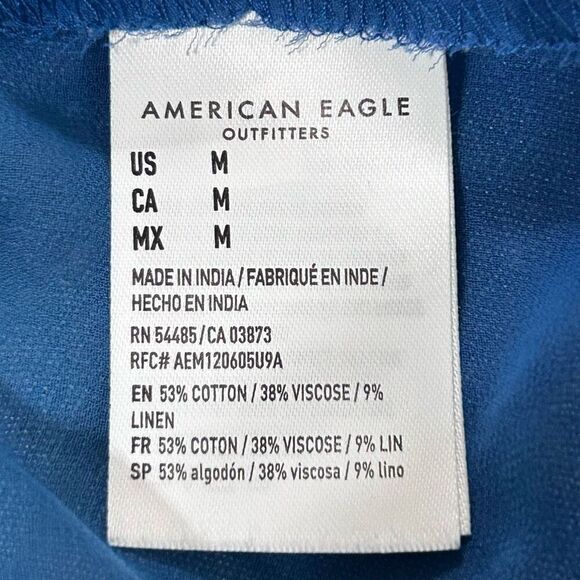 AMERICAN EAGLE
OUTFITTERS
US M
CA M
MX M
MADE IN INDIA / FABRIQUÉ EN INDE /
HECHO EN INDIA
RN 54485 / CA 03873
RFC# AEM120605U9A
EN 53% COTTON / 38% VISCOSE / 9%
LINEN
FR 53% COTON / 38% VISCOSE / 9% LIN
SP 53% algodón / 38% viscosa / 9% lino